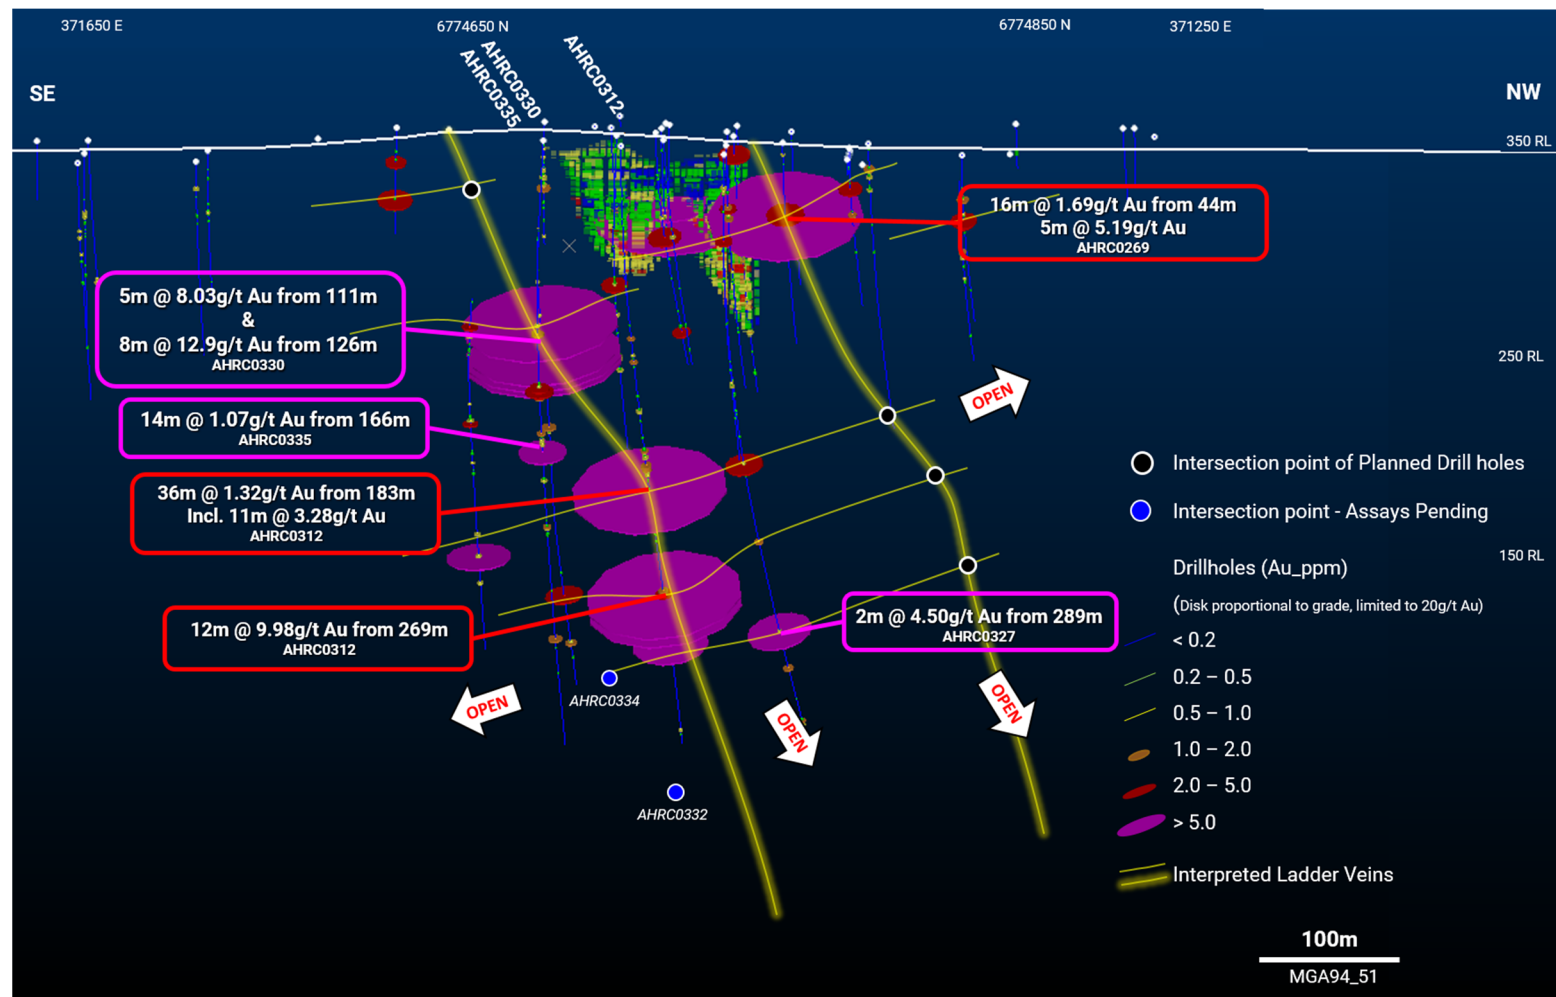 371650 E
6774650 N
6774850 N
371250 E
SE
AHRC0335
AHRC0330
AHRC0312
NW
350 RL
16m @ 1.69g/t Au from 44m
5m @ 5.19g/t Au
AHRC0269
5m @ 8.03g/t Au from 111m
&
8m @ 12.9g/t Au from 126m
AHRC0330
250 RL
OPEN
14m @ 1.07g/t Au from 166m
AHRC0335
36m @ 1.32g/t Au from 183m
Incl. 11m @ 3.28g/t Au
AHRC0312
12m @ 9.98g/t Au from 269m
AHRC0312
2m @ 4.50g/t Au from 289m
AHRC0327
150 RL
AHRC0334
OPEN
OPEN
OPEN
AHRC0332
Intersection point of Planned Drill holes
Intersection point - Assays Pending
Drillholes (Au_ppm)
(Disk proportional to grade, limited to 20g/t Au)
< 0.2
0.2 – 0.5
0.5 – 1.0
1.0 – 2.0
2.0 – 5.0
> 5.0
Interpreted Ladder Veins
100m
MGA94_51